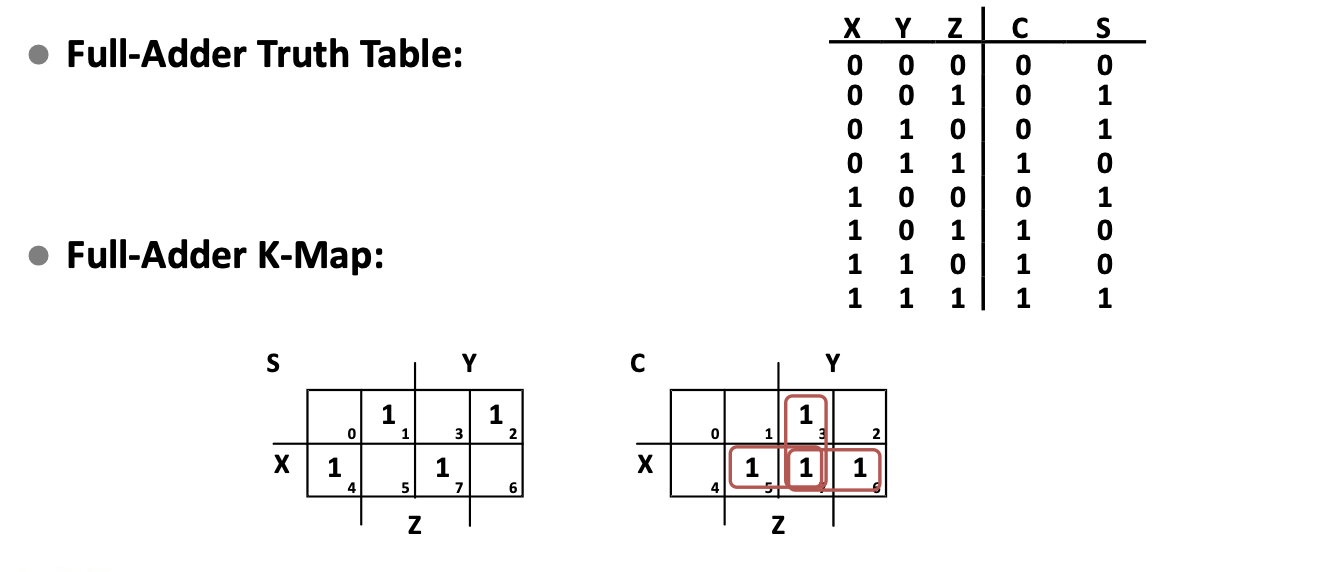 Full-Adder Truth Table:
X Y Z C S
0 0 0 0 0
0 0 1 0 1
0 1 0 0 1
0 1 1 1 0
1 0 0 0 1
1 0 1 1 0
1 1 0 1 0
1 1 1 1 1
Full-Adder K-Map:
S Y
1 1
0 1 3 2
X 1 1
4 5 7 6
Z
C Y
1
0 1 3 2
X 1 1 1
4 5 6
Z